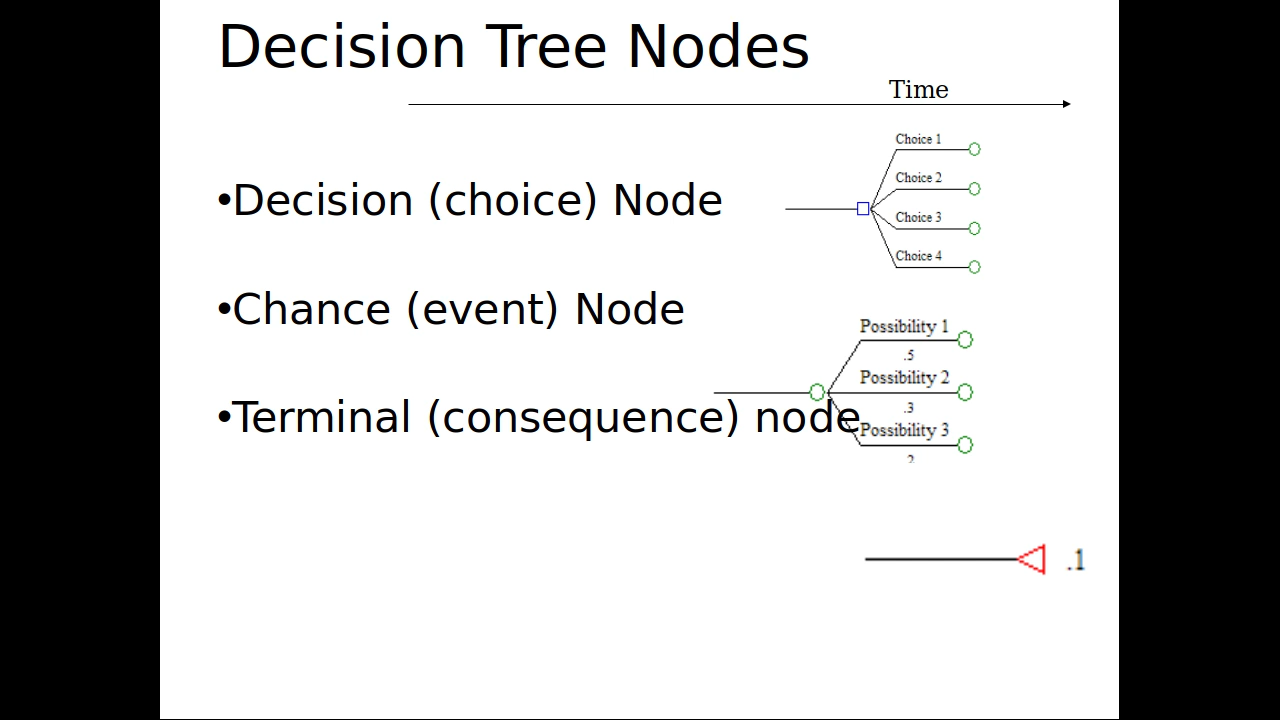 Decision Tree Nodes
Time
•Decision (choice) Node
Choice 1
Choice 2
Choice 3
Choice 4
•Chance (event) Node
Possibility 1
.5
Possibility 2
.3
•Terminal (consequence) node
Possibility 3
.1